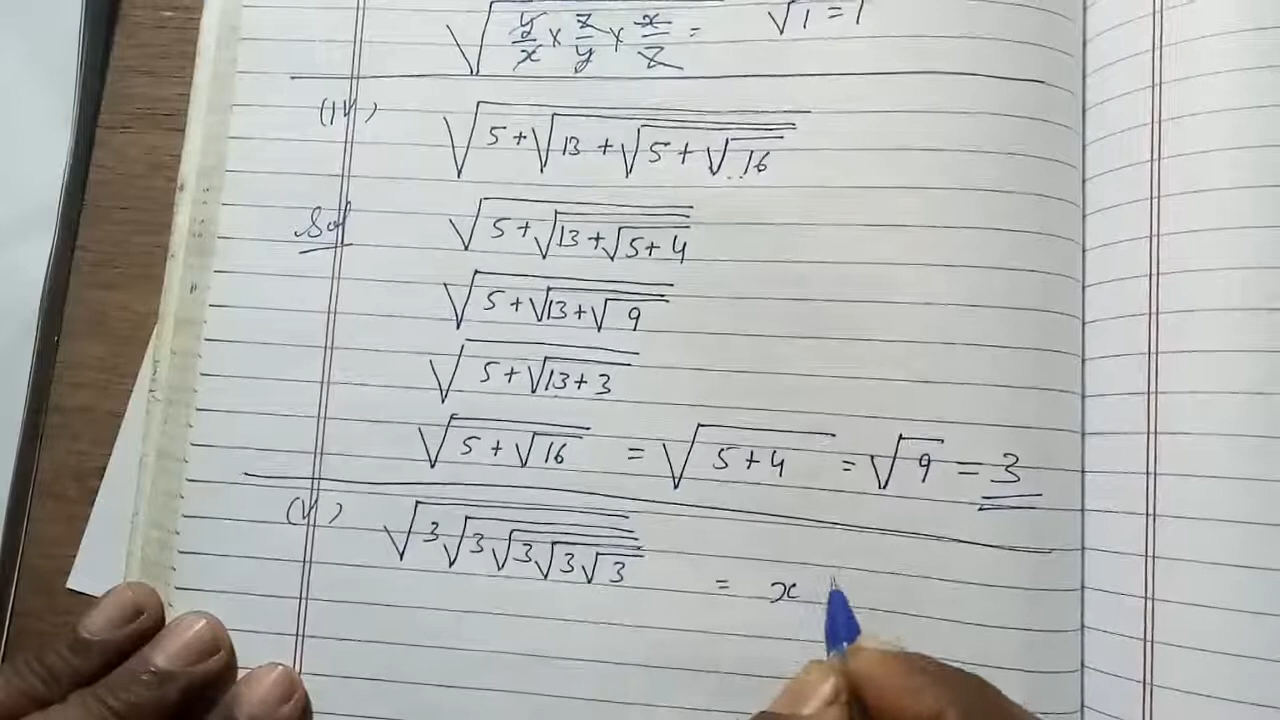 √(y/x × z/y × x/z) = √1 = 1
(IV) √(5+√(13+√(5+√16)))
Sol √(5+√(13+√(5+4)))
√(5+√(13+√9))
√(5+√(13+3))
√(5+√16) = √(5+4) = √9 = 3
(V) √(3√(3√(3√(3√3)))) = x